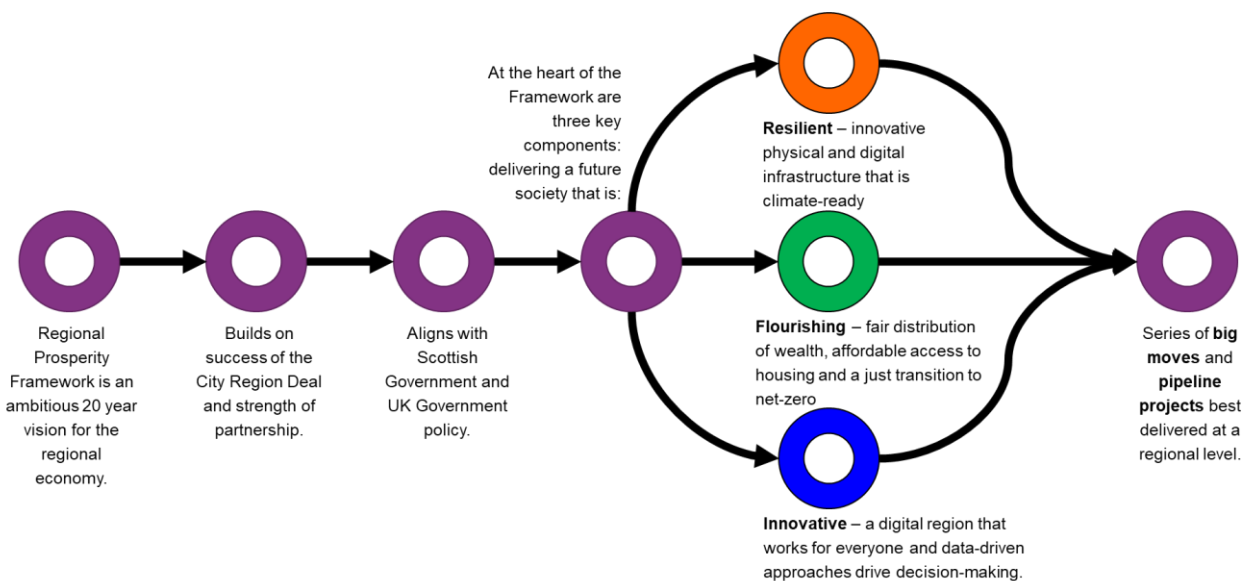 Regional
Prosperity
Framework is an
ambitious 20 year
vision for the
regional
economy.
Builds on
success of the
City Region Deal
and strength of
partnership.
Aligns with
Scottish
Government and
UK Government
policy.
At the heart of the
Framework are
three key
components:
delivering a future
society that is:
Resilient – innovative
physical and digital
infrastructure that is
climate-ready
Flourishing – fair distribution
of wealth, affordable access to
housing and a just transition to
net-zero
Innovative – a digital region that
works for everyone and data-driven
approaches drive decision-making.
Series of big
moves and
pipeline
projects best
delivered at a
regional level.